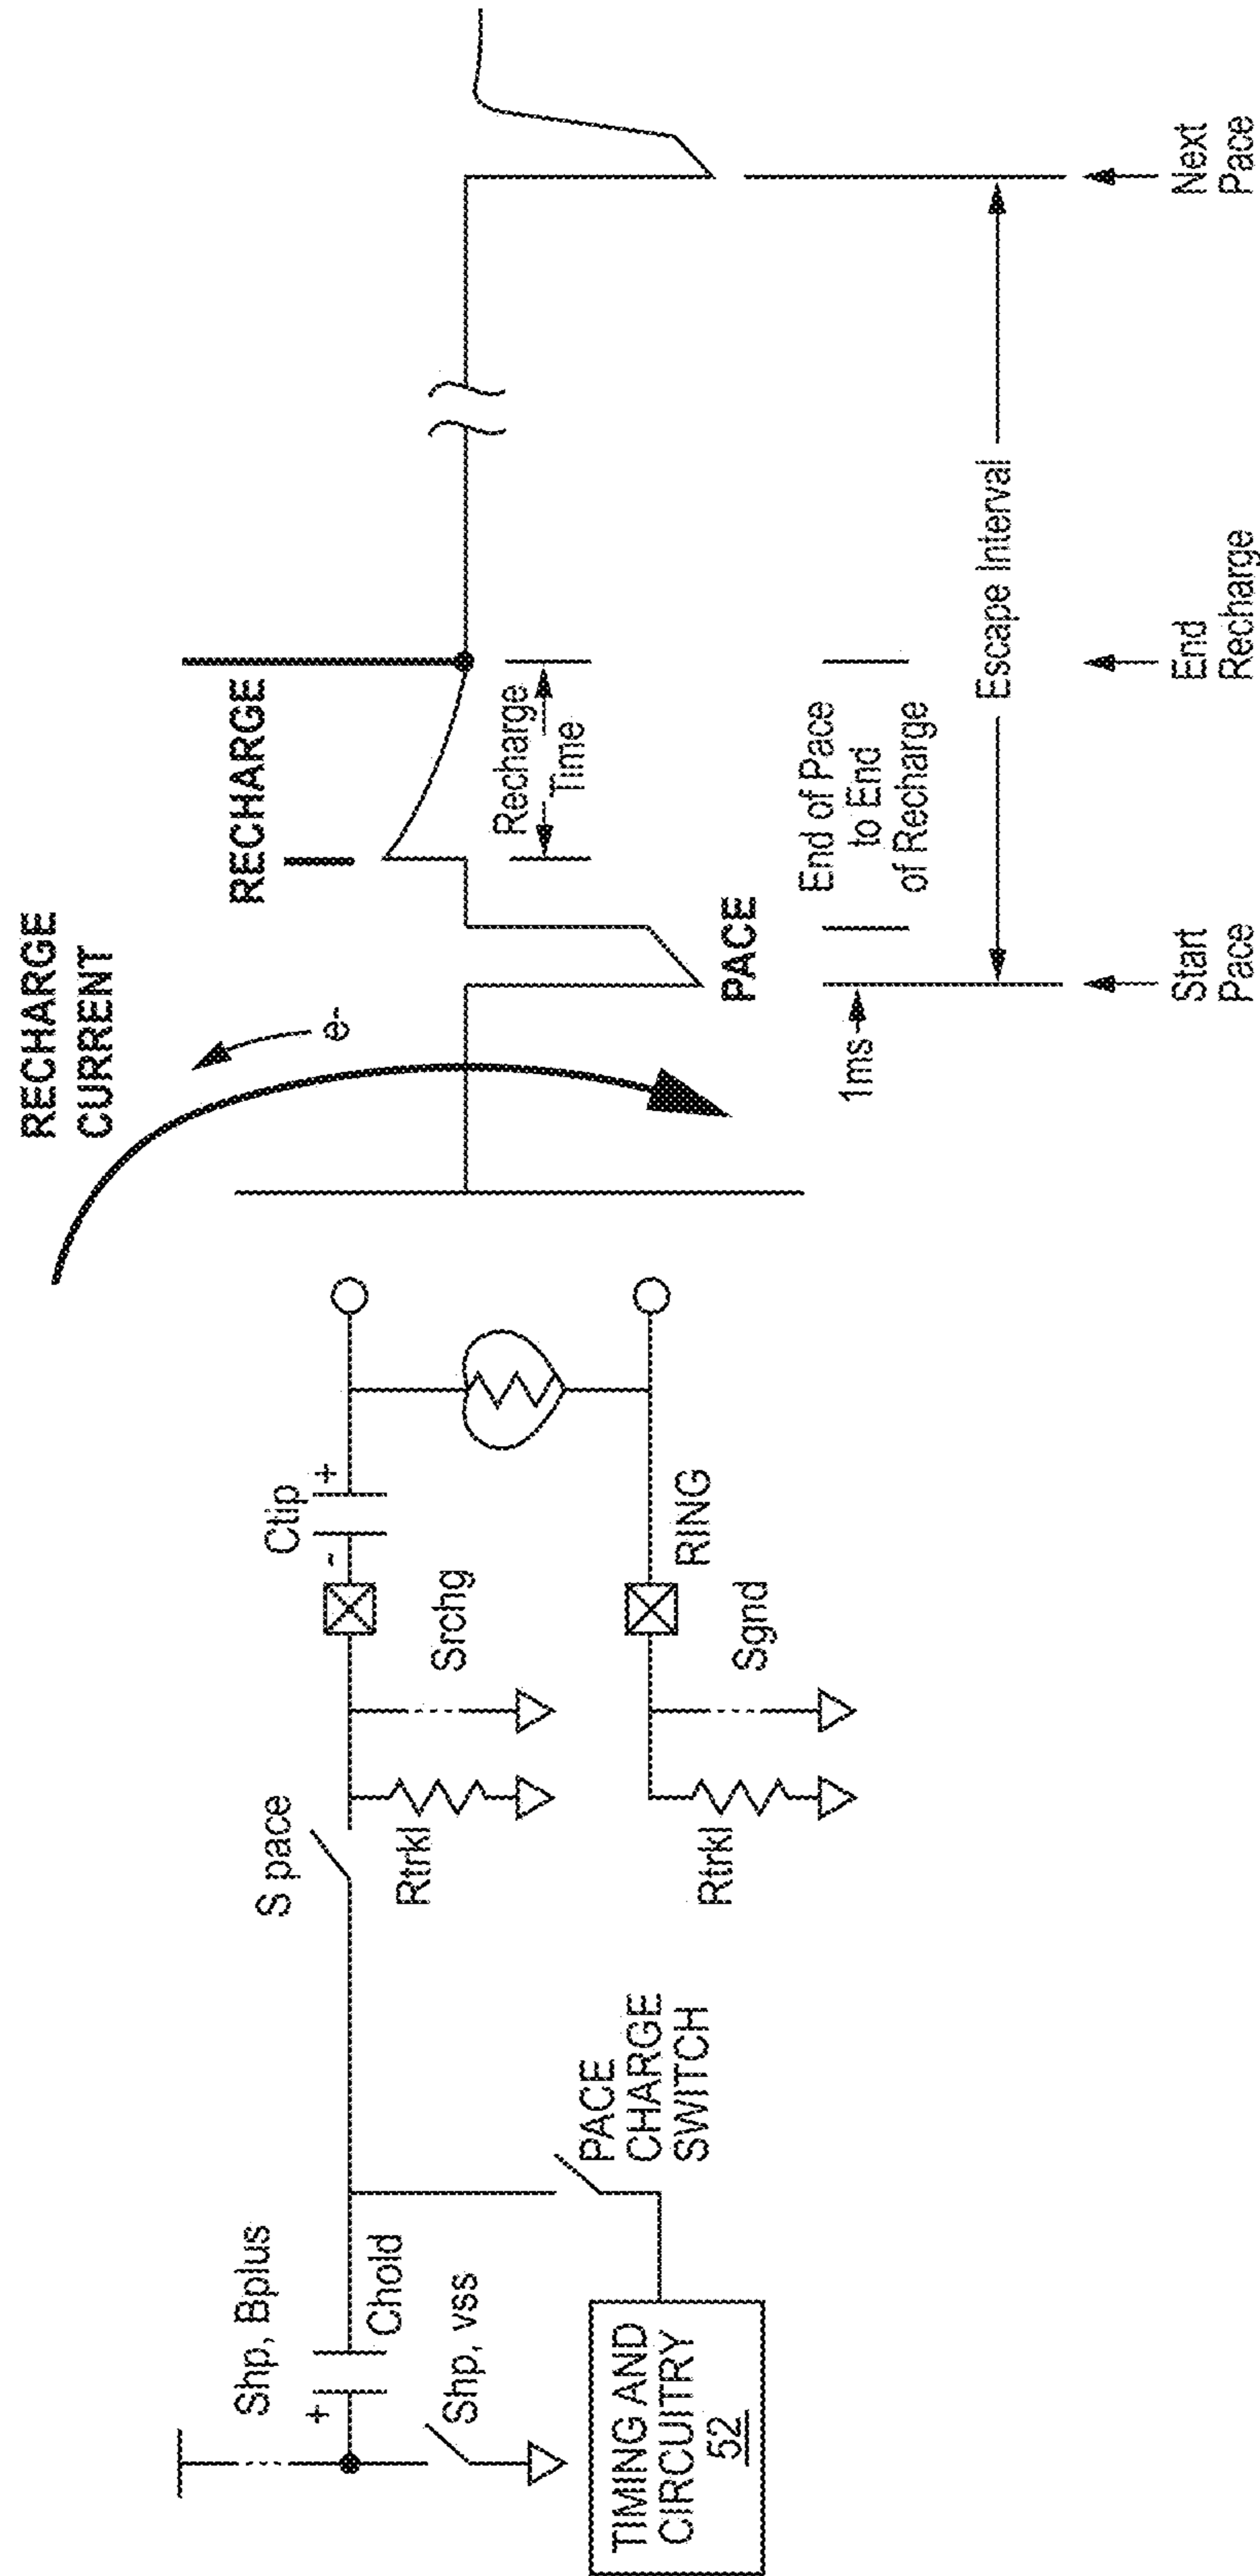 RECHARGE
CURRENT
e-
RECHARGE
Recharge
Time
PACE
1ms
End of Pace
to End
of Recharge
Escape Interval
Start
Pace
End
Recharge
Next
Pace
Shp, Bplus
+
Chold
Shp, vss
TIMING AND
CIRCUITRY
52
PACE
CHARGE
SWITCH
S pace
Rtrkl
Srchg
Ctip
- +
Rtrkl
Sgnd
RING